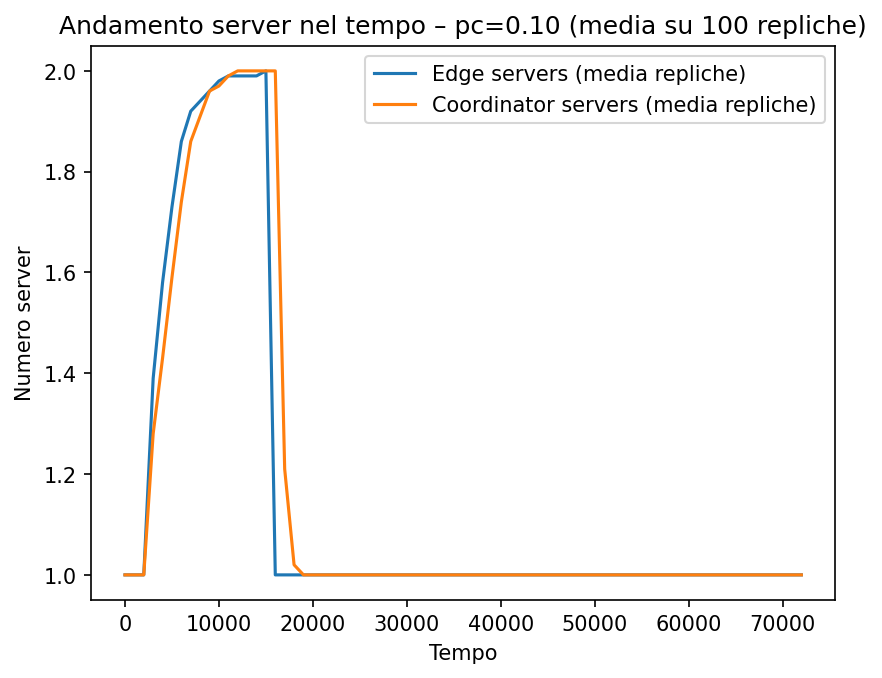 Andamento server nel tempo – pc=0.10 (media su 100 repliche)
Edge servers (media repliche)
Coordinator servers (media repliche)
Numero server
2.0
1.8
1.6
1.4
1.2
1.0
0 10000 20000 30000 40000 50000 60000 70000
Tempo